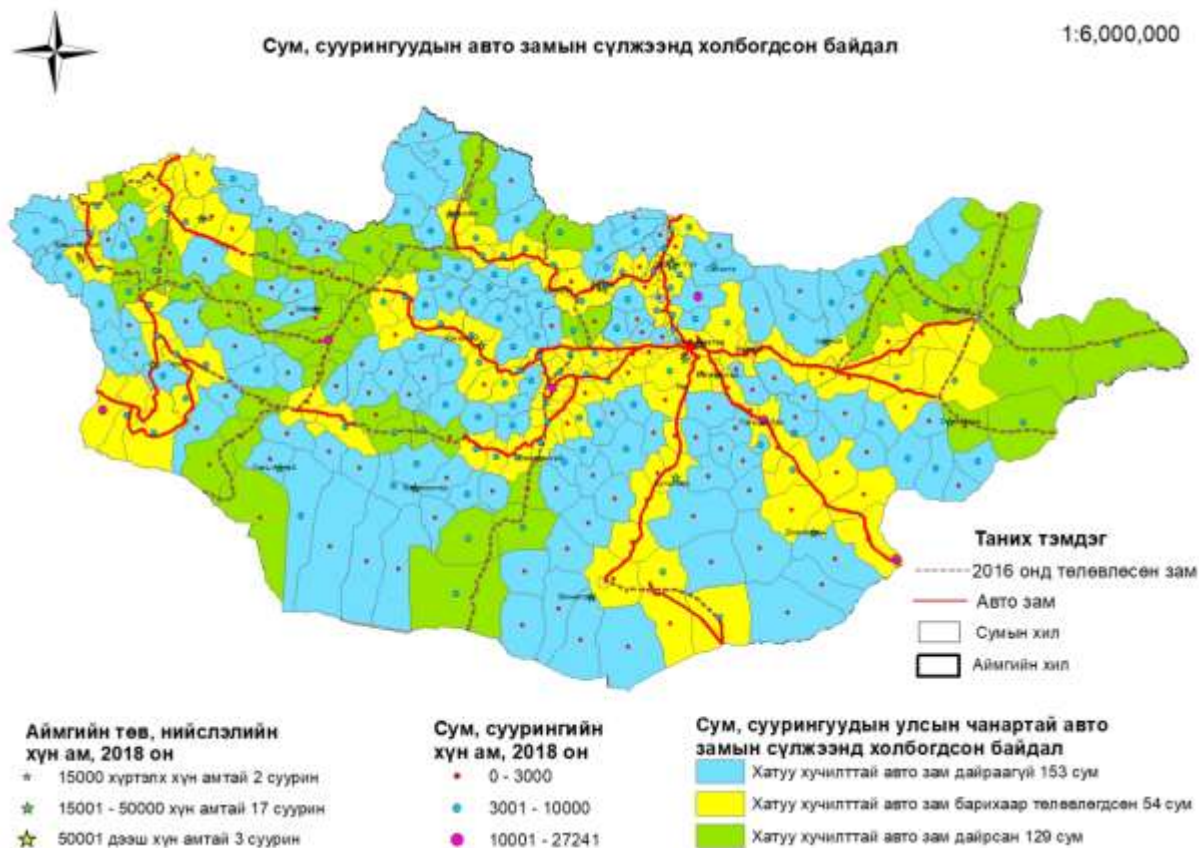 Сум, суурингуудын авто замын сүлжээнд холбогдсон байдал
1:6,000,000
Таних тэмдэг
2016 онд төлөвлөсөн зам
Авто зам
Сумын хил
Аймгийн хил
Аймгийн төв, нийслэлийн
хүн ам, 2018 он
15000 хүртэлх хүн амтай 2 суурин
15001 - 50000 хүн амтай 17 суурин
50001 дээш хүн амтай 3 суурин
Сум, суурингийн
хүн ам, 2018 он
0 - 3000
3001 - 10000
10001 - 27241
Сум, суурингуудын улсын чанартай авто
замын сүлжээнд холбогдсон байдал
Хатуу хучилттай авто зам дайраагүй 153 сум
Хатуу хучилттай авто зам барихаар төлөвлөгдсөн 54 сум
Хатуу хучилттай авто зам дайрсан 129 сум